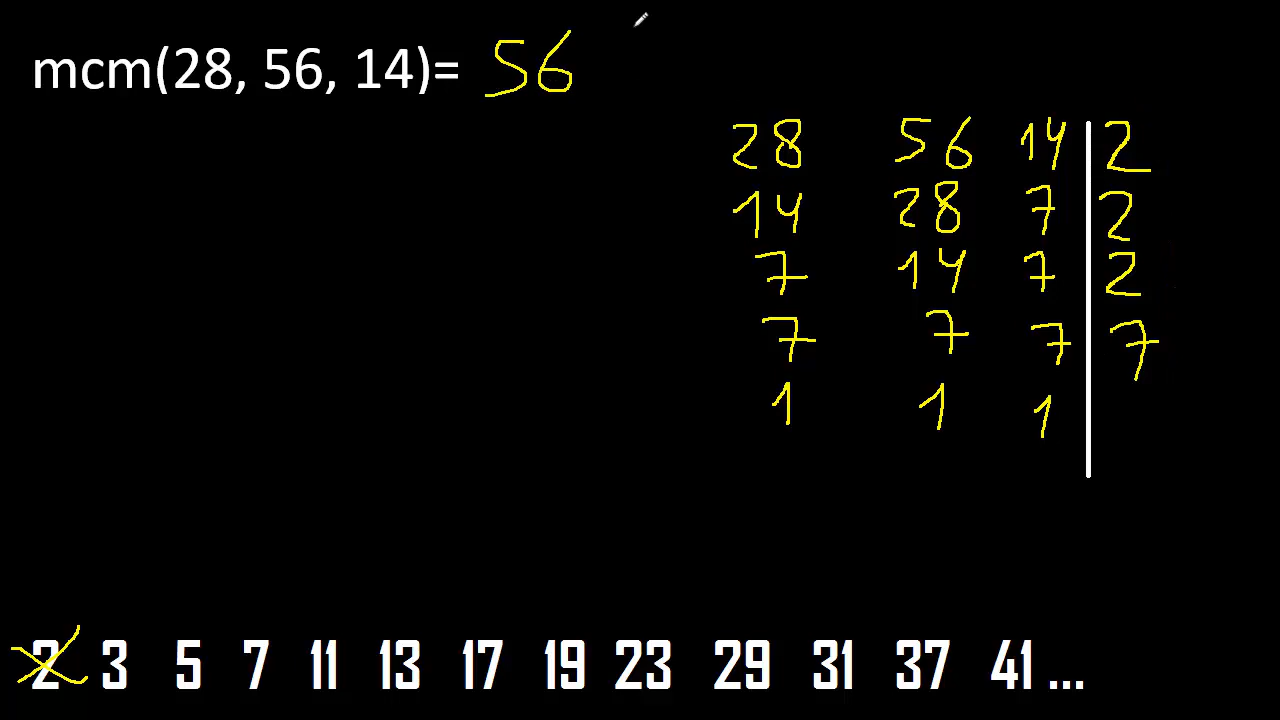 mcm(28, 56, 14)= 56
28 56 14 2
14 28 7 2
7 14 7 2
7 7 7 7
1 1 1
2 3 5 7 11 13 17 19 23 29 31 37 41 ...